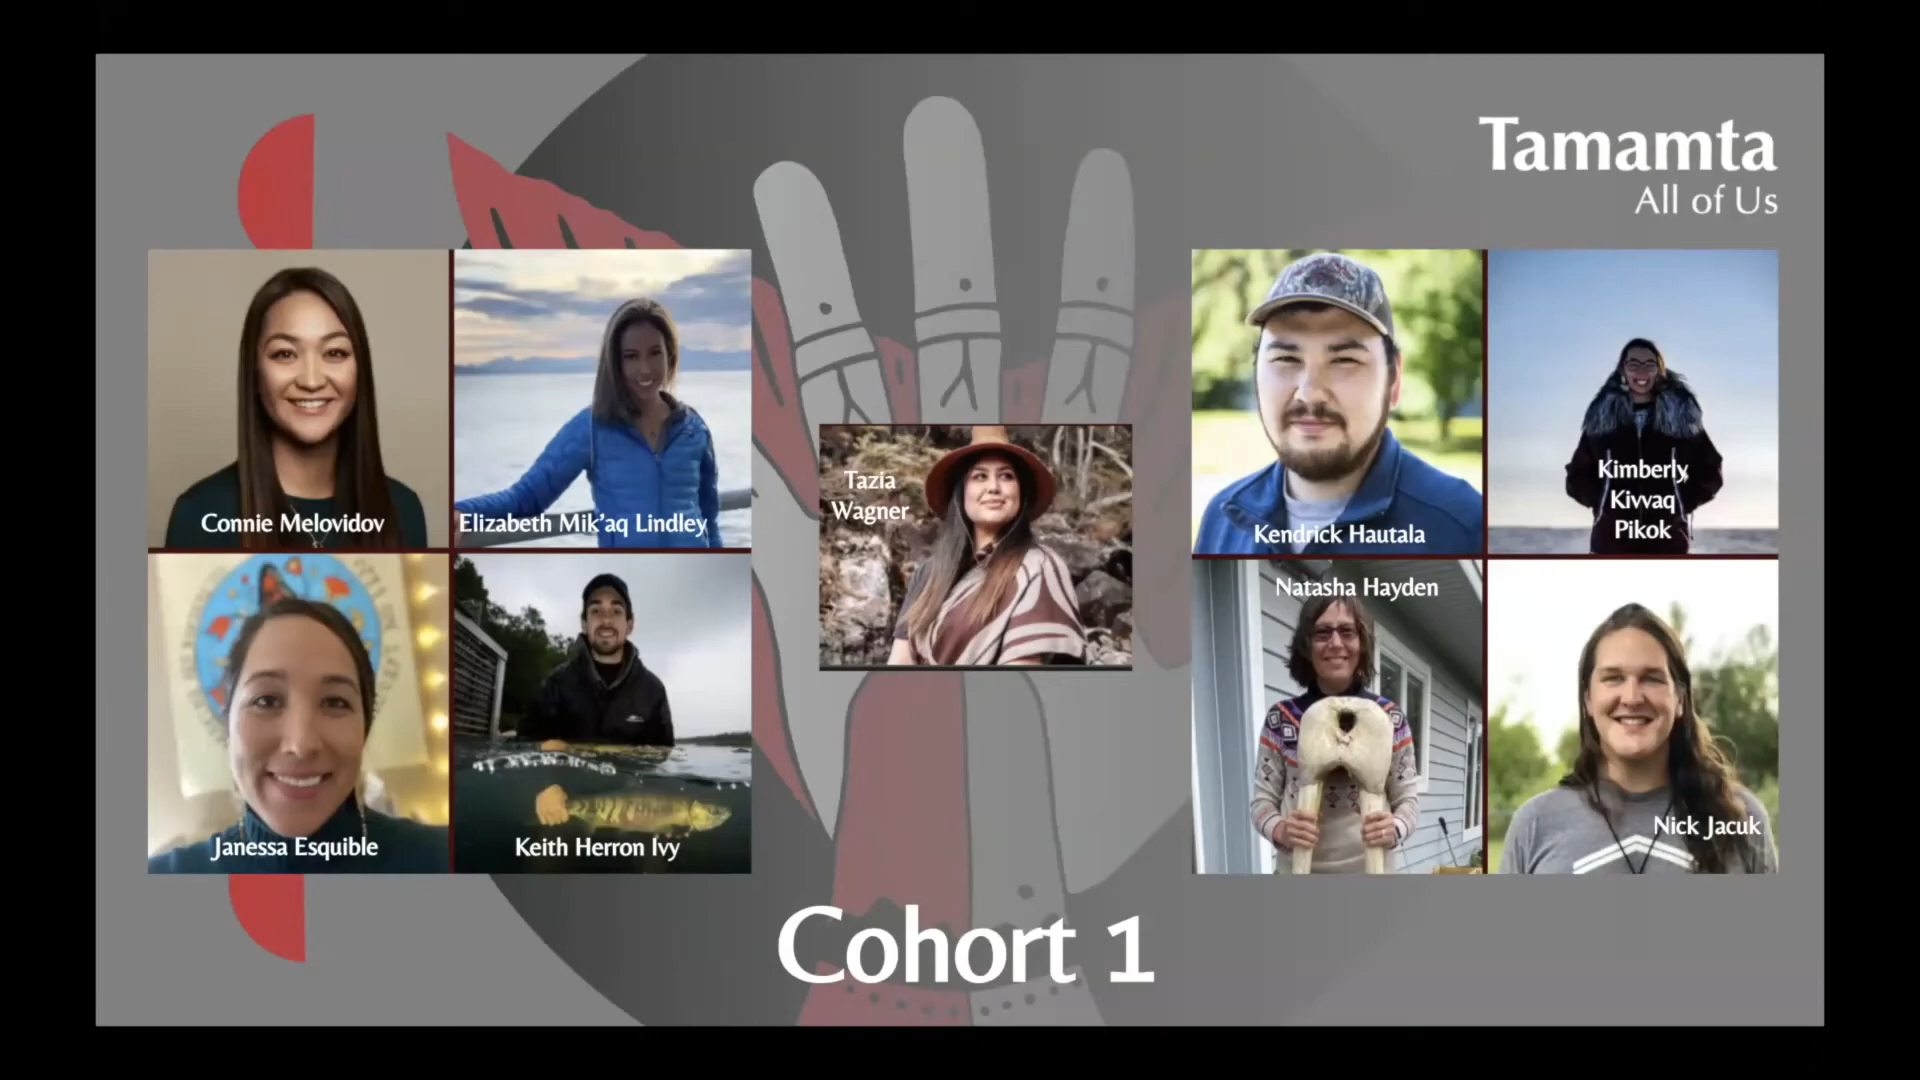 Tamamta
All of Us
Connie Melovidov
Elizabeth Mik'aq Lindley
Janessa Esquible
Keith Herron Ivy
Tazia
Wagner
Kendrick Hautala
Kimberly
Kivvaq
Pikok
Natasha Hayden
Nick Jacuk
Cohort 1